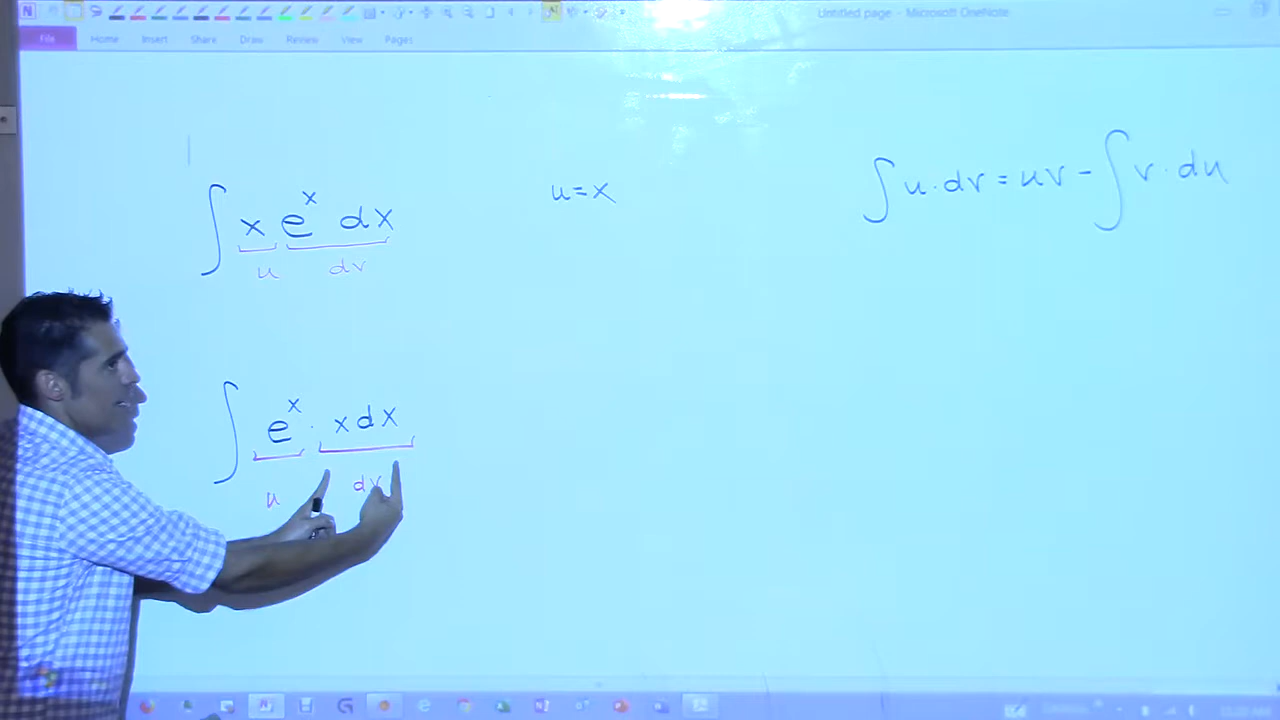 Untitled page - Microsoft OneNote
File Home Insert Share Draw Review View Pages
∫ x eˣ dx
u dv
u=x
∫ u·dv = uv - ∫ v·du
∫ eˣ · x dx
u dv